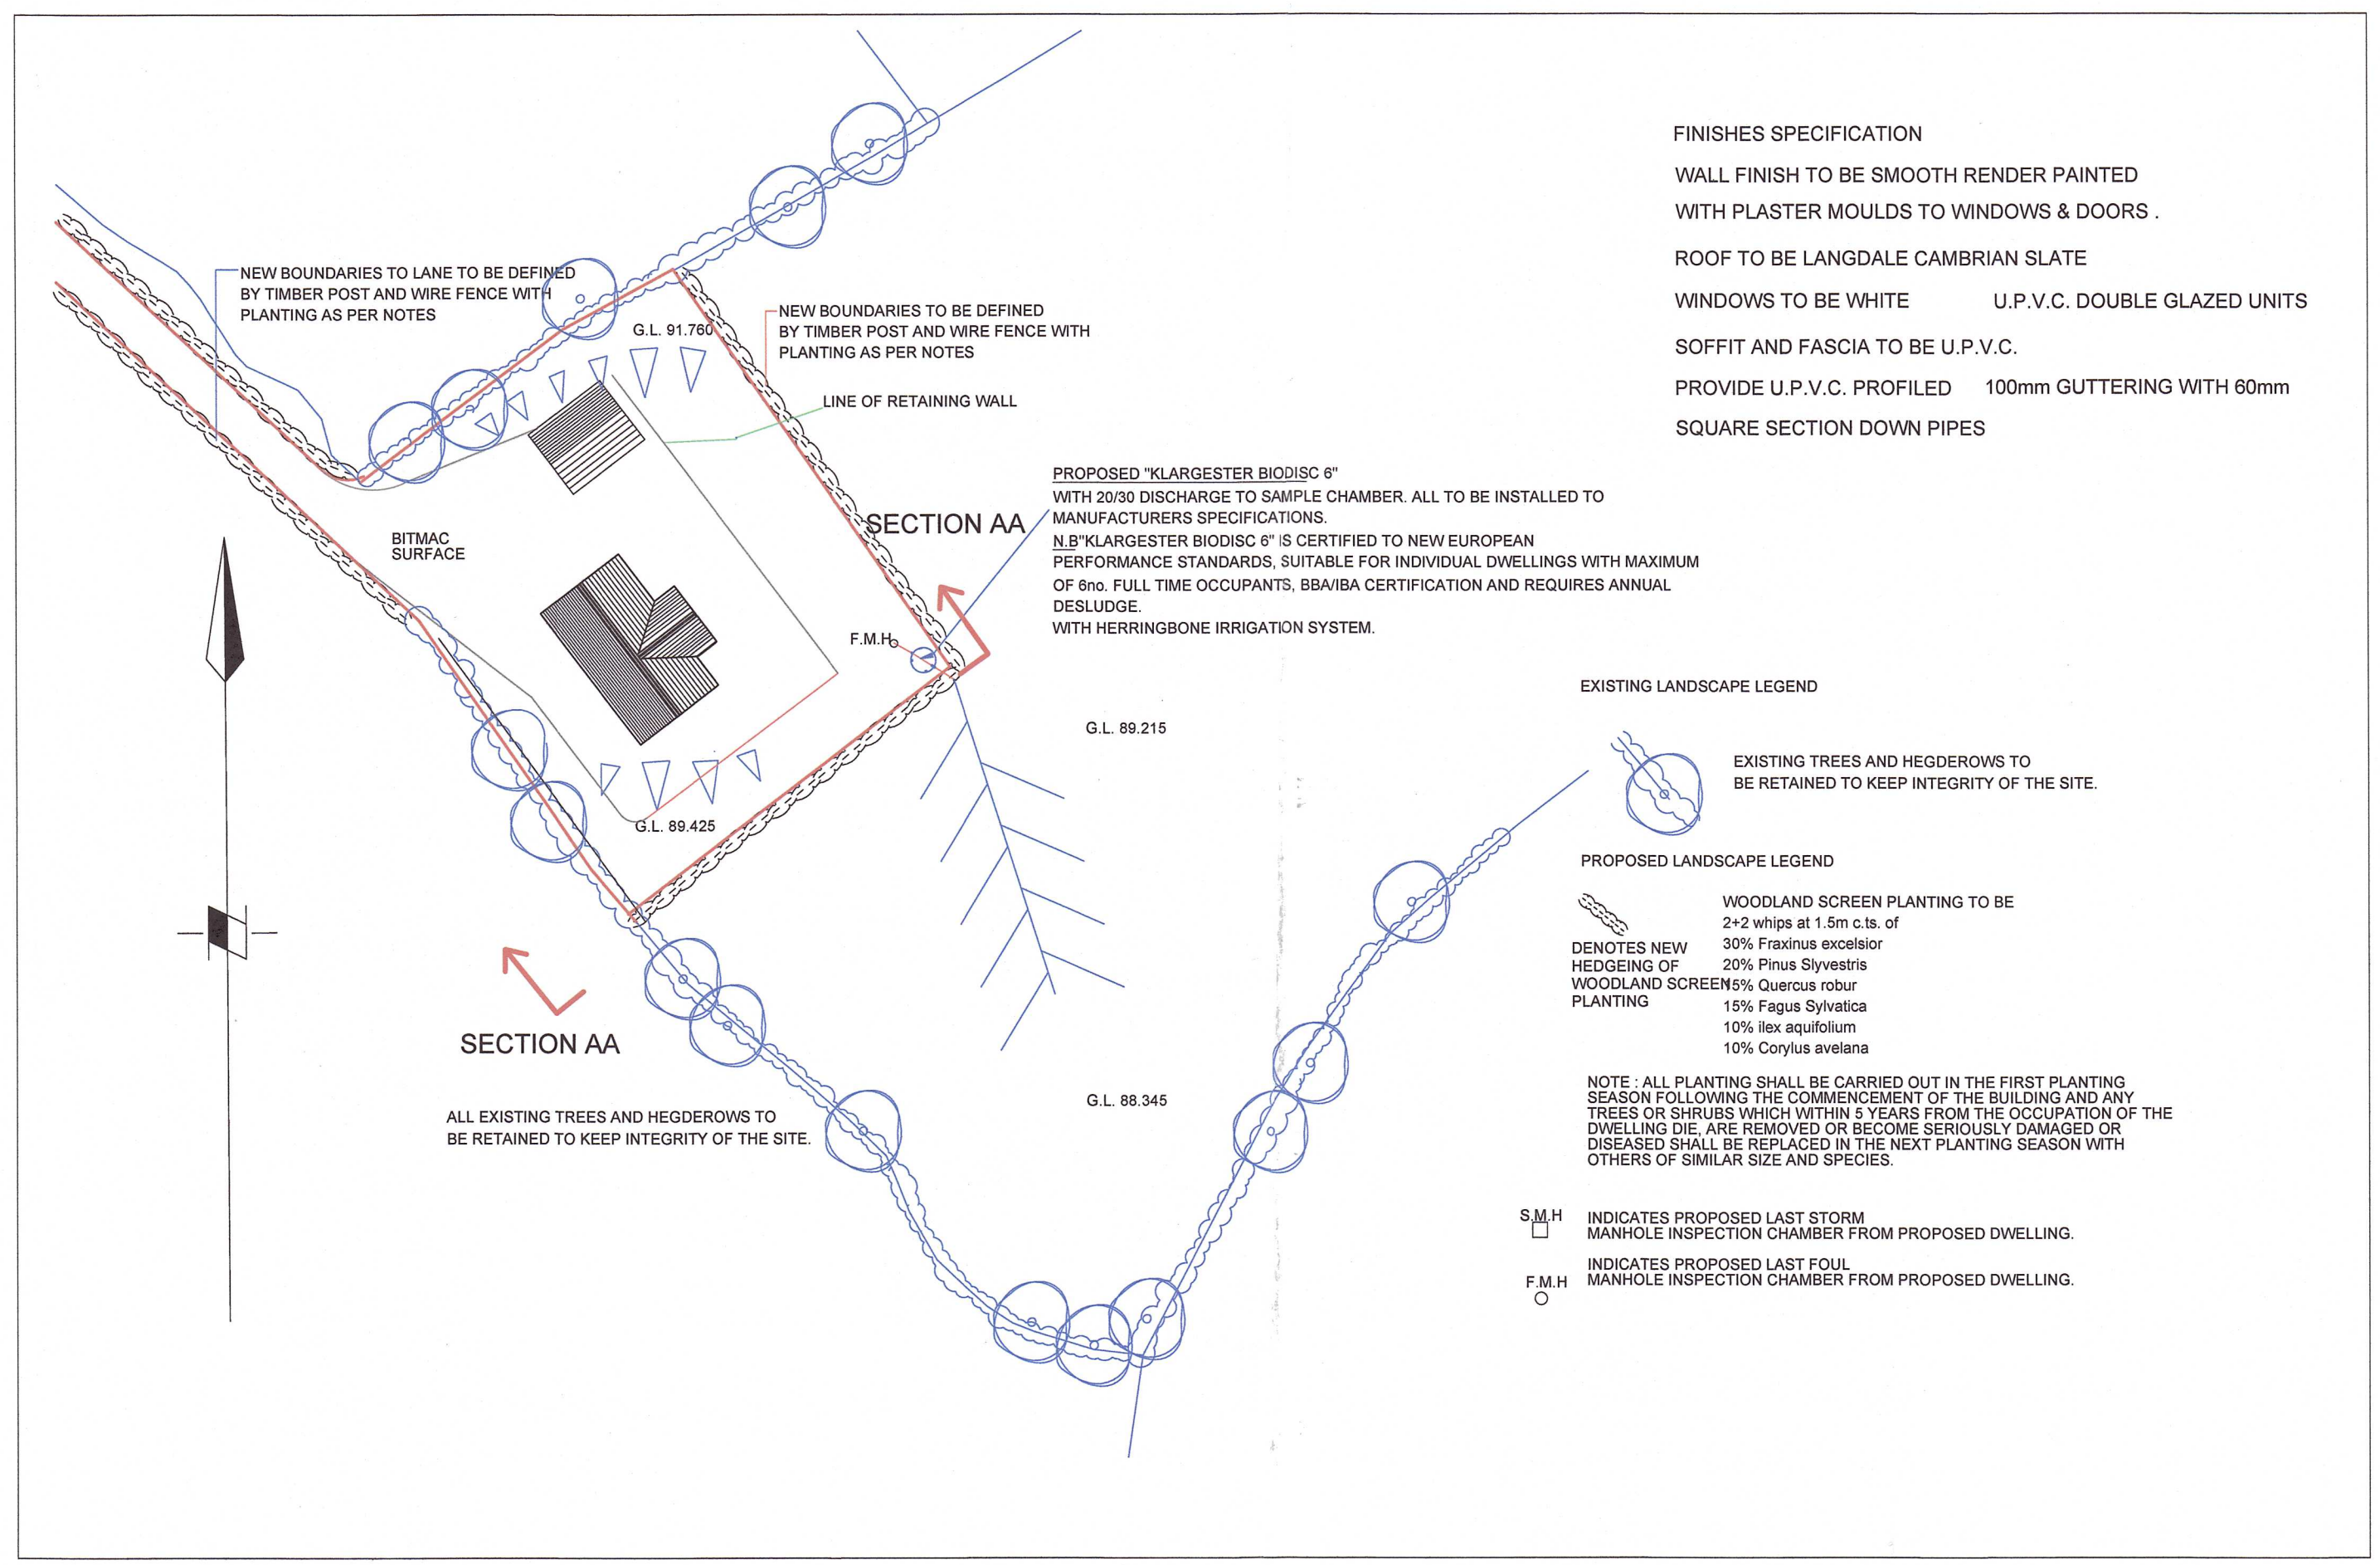 FINISHES SPECIFICATION
WALL FINISH TO BE SMOOTH RENDER PAINTED
WITH PLASTER MOULDS TO WINDOWS & DOORS .
ROOF TO BE LANGDALE CAMBRIAN SLATE
WINDOWS TO BE WHITE U.P.V.C. DOUBLE GLAZED UNITS
SOFFIT AND FASCIA TO BE U.P.V.C.
PROVIDE U.P.V.C. PROFILED 100mm GUTTERING WITH 60mm
SQUARE SECTION DOWN PIPES
NEW BOUNDARIES TO LANE TO BE DEFINED
BY TIMBER POST AND WIRE FENCE WITH
PLANTING AS PER NOTES
G.L. 91.760
NEW BOUNDARIES TO BE DEFINED
BY TIMBER POST AND WIRE FENCE WITH
PLANTING AS PER NOTES
LINE OF RETAINING WALL
PROPOSED "KLARGESTER BIODISC 6"
WITH 20/30 DISCHARGE TO SAMPLE CHAMBER. ALL TO BE INSTALLED TO
MANUFACTURERS SPECIFICATIONS.
N.B"KLARGESTER BIODISC 6" IS CERTIFIED TO NEW EUROPEAN
PERFORMANCE STANDARDS, SUITABLE FOR INDIVIDUAL DWELLINGS WITH MAXIMUM
OF 6no. FULL TIME OCCUPANTS, BBA/IBA CERTIFICATION AND REQUIRES ANNUAL
DESLUDGE.
WITH HERRINGBONE IRRIGATION SYSTEM.
SECTION AA
BITMAC
SURFACE
F.M.H
G.L. 89.215
G.L. 89.425
SECTION AA
G.L. 88.345
ALL EXISTING TREES AND HEGDEROWS TO
BE RETAINED TO KEEP INTEGRITY OF THE SITE.
EXISTING LANDSCAPE LEGEND
EXISTING TREES AND HEGDEROWS TO
BE RETAINED TO KEEP INTEGRITY OF THE SITE.
PROPOSED LANDSCAPE LEGEND
DENOTES NEW
HEDGEING OF
WOODLAND SCREEN
PLANTING
WOODLAND SCREEN PLANTING TO BE
2+2 whips at 1.5m c.ts. of
30% Fraxinus excelsior
20% Pinus Slyvestris
15% Quercus robur
15% Fagus Sylvatica
10% ilex aquifolium
10% Corylus avelana
NOTE : ALL PLANTING SHALL BE CARRIED OUT IN THE FIRST PLANTING
SEASON FOLLOWING THE COMMENCEMENT OF THE BUILDING AND ANY
TREES OR SHRUBS WHICH WITHIN 5 YEARS FROM THE OCCUPATION OF THE
DWELLING DIE, ARE REMOVED OR BECOME SERIOUSLY DAMAGED OR
DISEASED SHALL BE REPLACED IN THE NEXT PLANTING SEASON WITH
OTHERS OF SIMILAR SIZE AND SPECIES.
S.M.H INDICATES PROPOSED LAST STORM
MANHOLE INSPECTION CHAMBER FROM PROPOSED DWELLING.
INDICATES PROPOSED LAST FOUL
F.M.H MANHOLE INSPECTION CHAMBER FROM PROPOSED DWELLING.